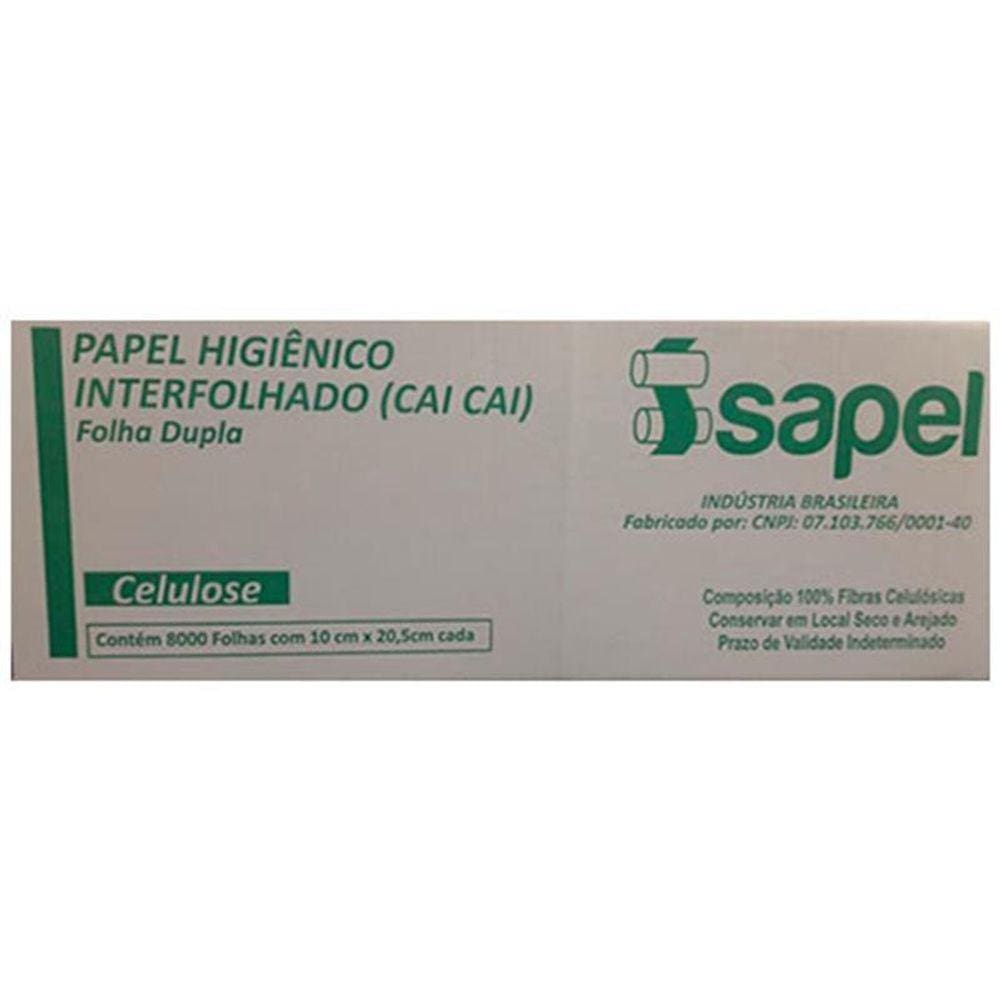 PAPEL HIGIÊNICO
INTERFOLHADO (CAI CAI)
Folha Dupla
Celulose
Contém 8000 Folhas com 10 cm x 20,5cm cada
Isapel
INDÚSTRIA BRASILEIRA
Fabricado por: CNPJ: 07.103.766/0001-40
Composição 100% Fibras Celulósicas
Conservar em Local Seco e Arejado
Prazo de Validade Indeterminado